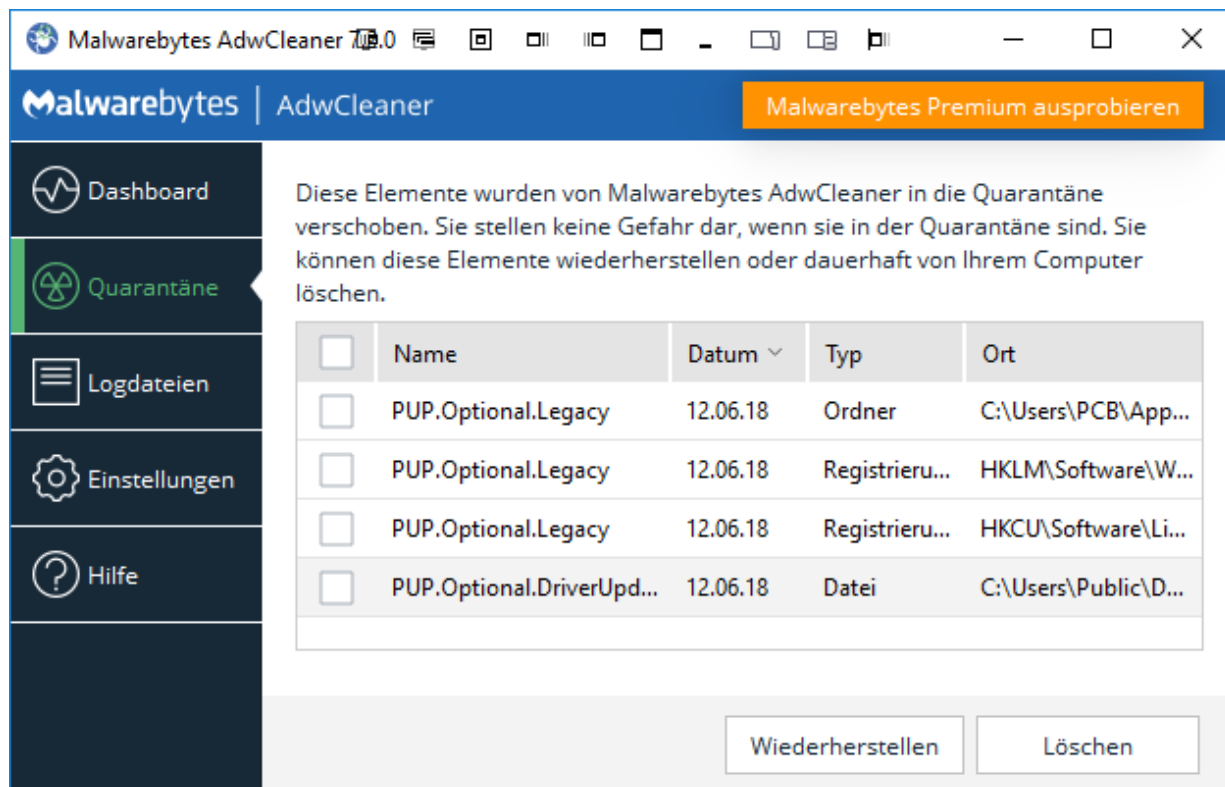 Malwarebytes AdwCleaner
Malwarebytes | AdwCleaner
Malwarebytes Premium ausprobieren
Dashboard
Quarantäne
Logdateien
Einstellungen
Hilfe
Diese Elemente wurden von Malwarebytes AdwCleaner in die Quarantäne
verschoben. Sie stellen keine Gefahr dar, wenn sie in der Quarantäne sind. Sie
können diese Elemente wiederherstellen oder dauerhaft von Ihrem Computer
löschen.
Name Datum Typ Ort
PUP.Optional.Legacy 12.06.18 Ordner C:\Users\PCB\App...
PUP.Optional.Legacy 12.06.18 Registrieru... HKLM\Software\W...
PUP.Optional.Legacy 12.06.18 Registrieru... HKCU\Software\Li...
PUP.Optional.DriverUpd... 12.06.18 Datei C:\Users\Public\D...
Wiederherstellen Löschen